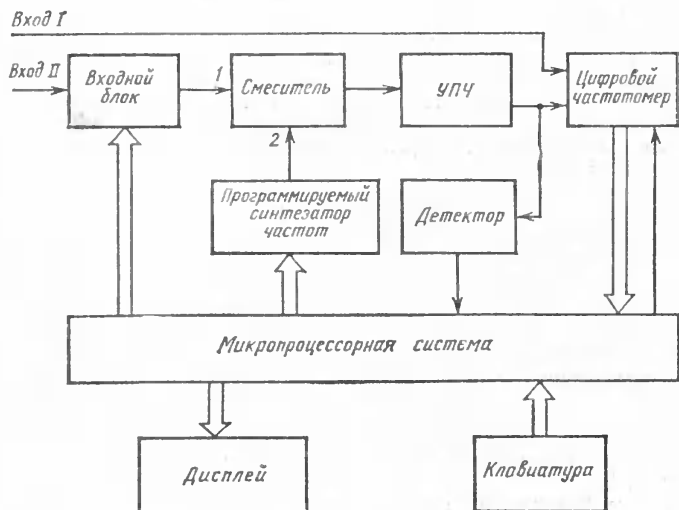 Вход I
Вход II
Входной
блок
1
Смеситель
УПЧ
Цифровой
частотомер
2
Программируемый
синтезатор
частот
Детектор
Микропроцессорная система
Дисплей
Клавиатура